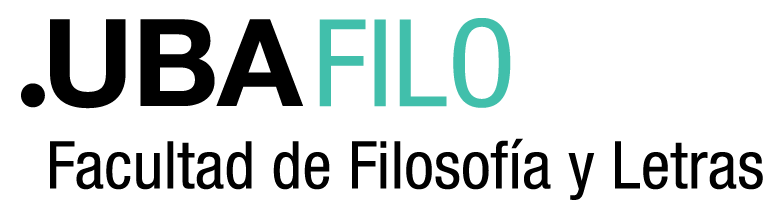 .UBAFILO
Facultad de Filosofía y Letras